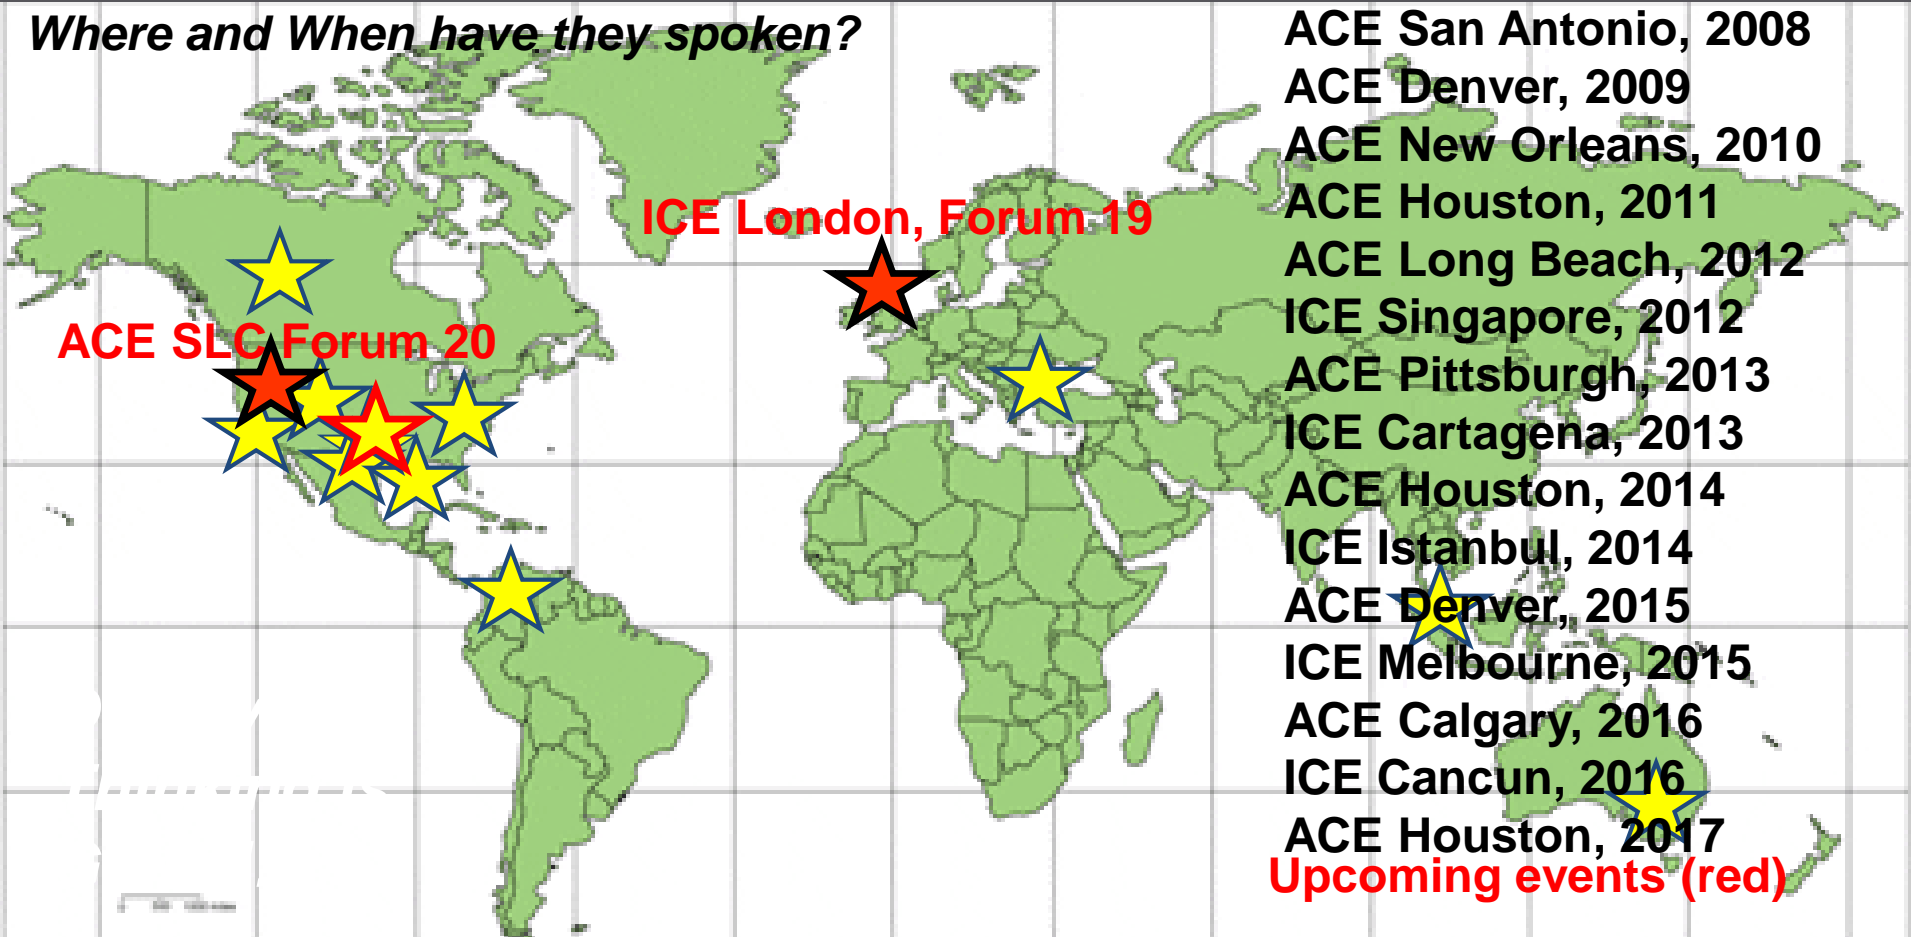 Where and When have they spoken?
ACE San Antonio, 2008
ACE Denver, 2009
ACE New Orleans, 2010
ACE Houston, 2011
ICE London, Forum 19
ACE Long Beach, 2012
ICE Singapore, 2012
ACE SLC Forum 20
ACE Pittsburgh, 2013
ICE Cartagena, 2013
ACE Houston, 2014
ICE Istanbul, 2014
ACE Denver, 2015
ICE Melbourne, 2015
ACE Calgary, 2016
ICE Cancun, 2016
ACE Houston, 2017
Upcoming events (red)